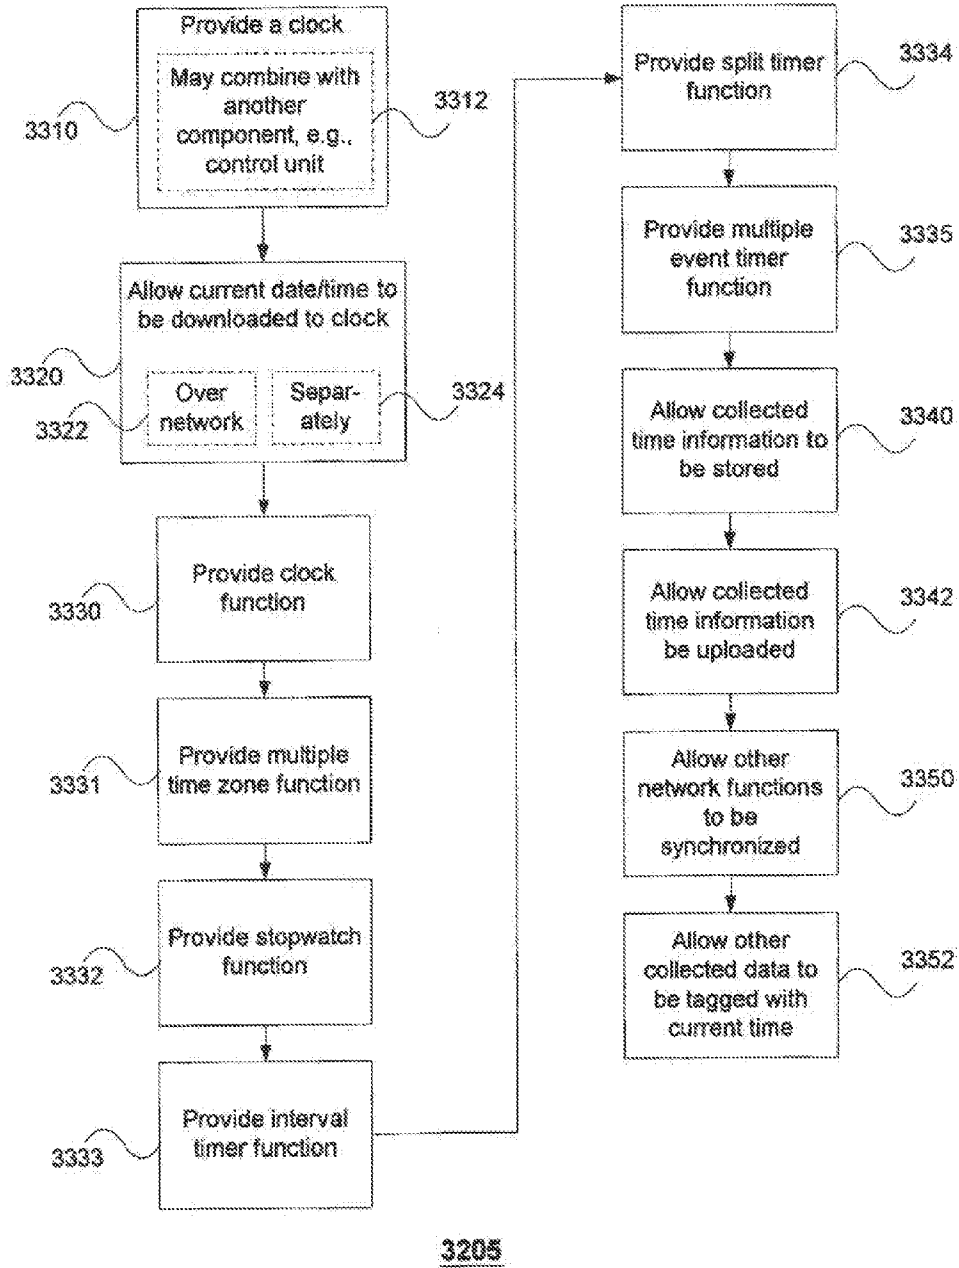 Provide a clock
May combine with
another
component, e.g.,
control unit
3310
3312
Allow current date/time to
be downloaded to clock
3320
Over
network
3322
Separ-
ately
3324
Provide clock
function
3330
Provide multiple
time zone function
3331
Provide stopwatch
function
3332
Provide interval
timer function
3333
Provide split timer
function
3334
Provide multiple
event timer
function
3335
Allow collected
time information to
be stored
3340
Allow collected
time information
be uploaded
3342
Allow other
network functions
to be
synchronized
3350
Allow other
collected data to
be tagged with
current time
3352
3205